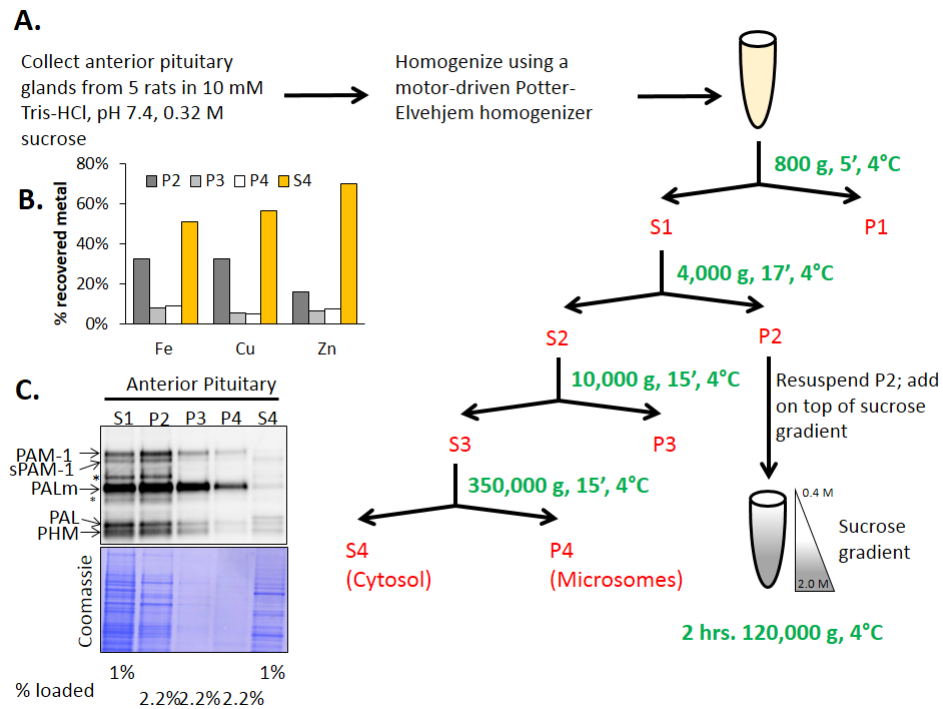 A.
Collect anterior pituitary
glands from 5 rats in 10 mM
Tris-HCl, pH 7.4, 0.32 M
sucrose
Homogenize using a
motor-driven Potter-
Elvehjem homogenizer
800 g, 5’, 4°C
S1
P1
4,000 g, 17’, 4°C
S2
P2
10,000 g, 15’, 4°C
Resuspend P2; add
on top of sucrose
gradient
S3
P3
350,000 g, 15’, 4°C
S4
(Cytosol)
P4
(Microsomes)
0.4 M
Sucrose
gradient
2.0 M
2 hrs. 120,000 g, 4°C
B.
% recovered metal
80%
60%
40%
20%
0%
P2 P3 P4 S4
Fe Cu Zn
C.
Anterior Pituitary
S1 P2 P3 P4 S4
PAM-1
sPAM-1
*
PALm
*
PAL
PHM
Coomassie
% loaded
1% 2.2% 2.2% 2.2% 1%